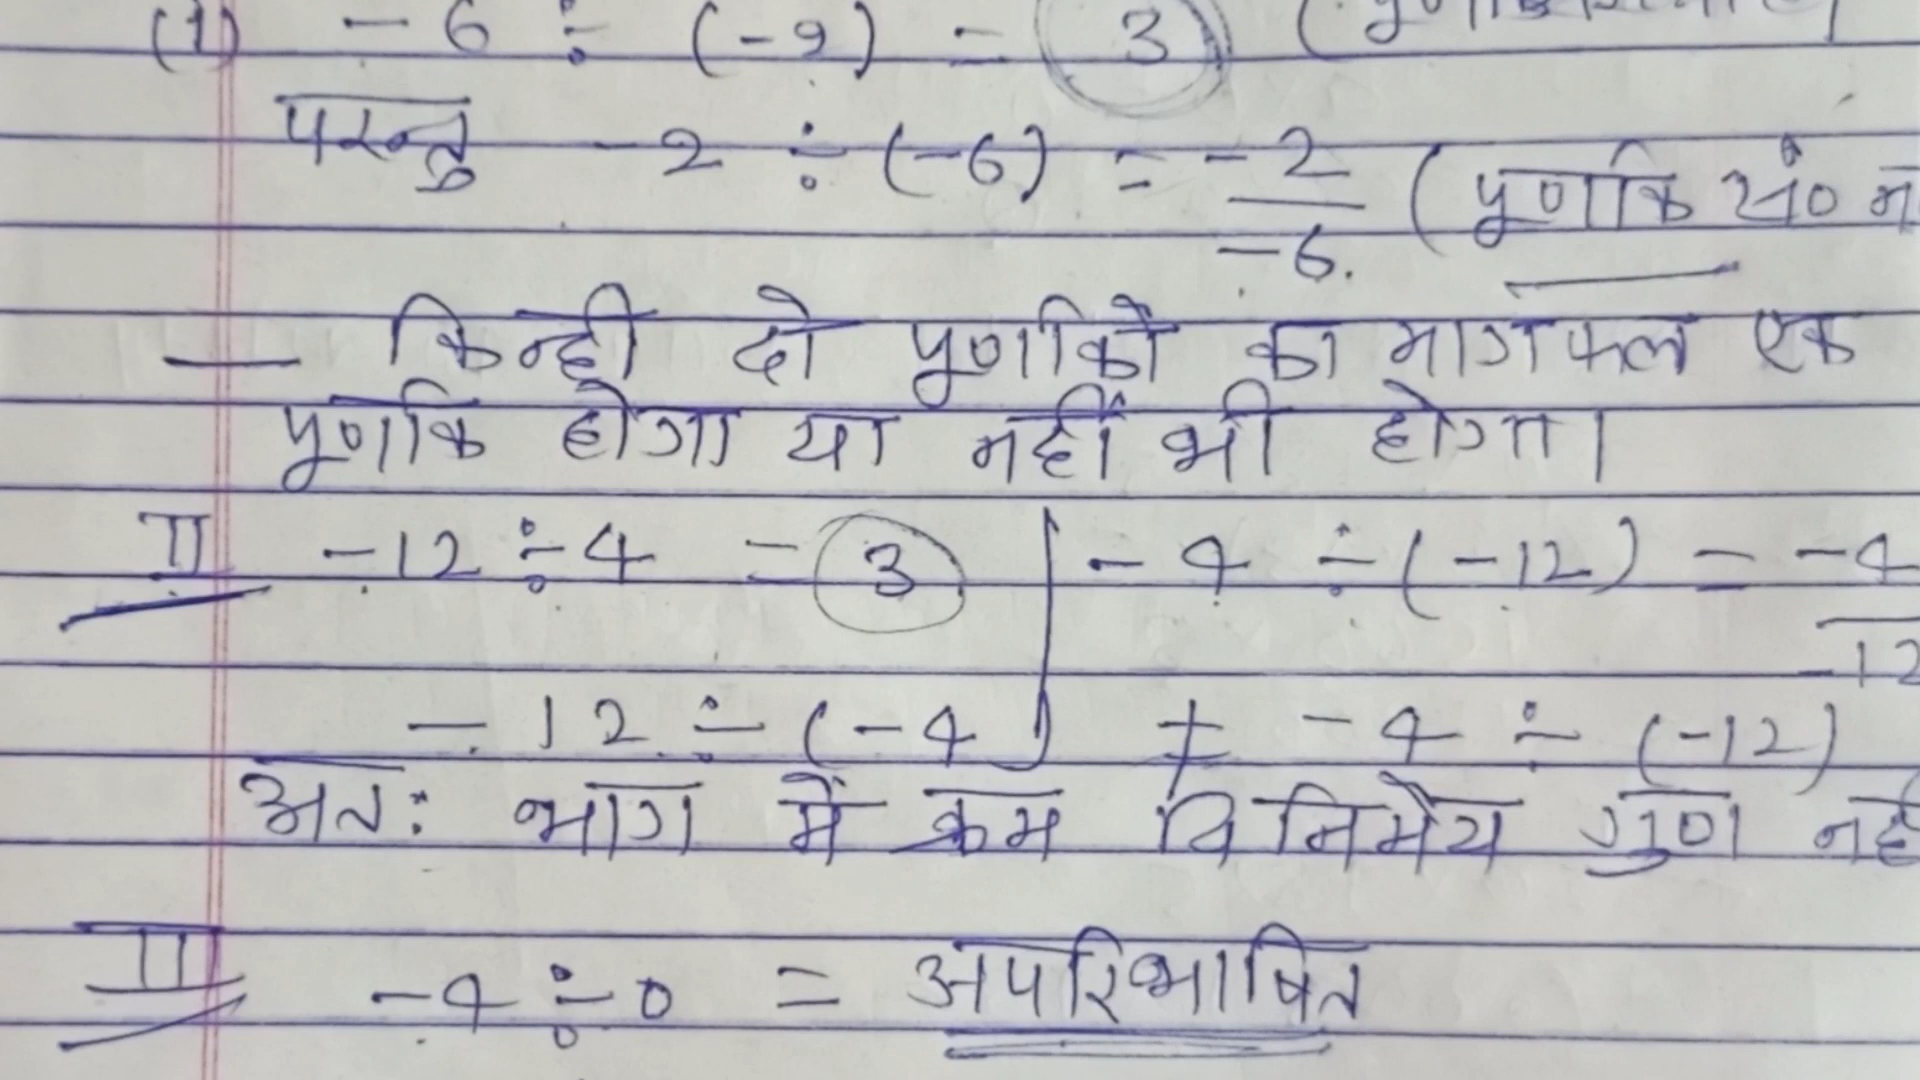 (1) - 6 ÷ (-2) = 3
परन्तु -2 ÷ (-6) = -2/-6. (पूर्णांक सं० में
— किन्ही दो पूर्णांकों का भागफल एक
पूर्णांक होगा या नहीं भी होगा।
II -12 ÷ 4 = 3 | - 4 ÷ (-12) = -4/-12
- 12 ÷ (-4) ≠ -4 ÷ (-12)
अतः भाग में क्रम विनिमेय गुण नहीं
III -4 ÷ 0 = अपरिभाषित